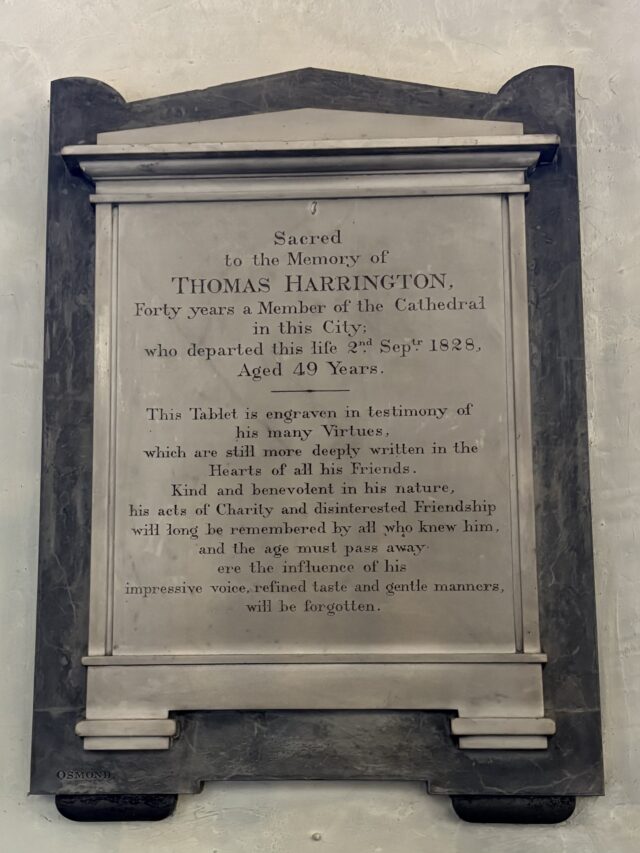 Sacred
to the Memory of
THOMAS HARRINGTON,
Forty years a Member of the Cathedral
in this City;
who departed this life 2nd. Septr. 1828,
Aged 49 Years.
This Tablet is engraven in testimony of
his many Virtues,
which are still more deeply written in the
Hearts of all his Friends.
Kind and benevolent in his nature,
his acts of Charity and disinterested Friendship
will long be remembered by all who knew him,
and the age must pass away
ere the influence of his
impressive voice, refined taste and gentle manners,
will be forgotten.
OSMOND.